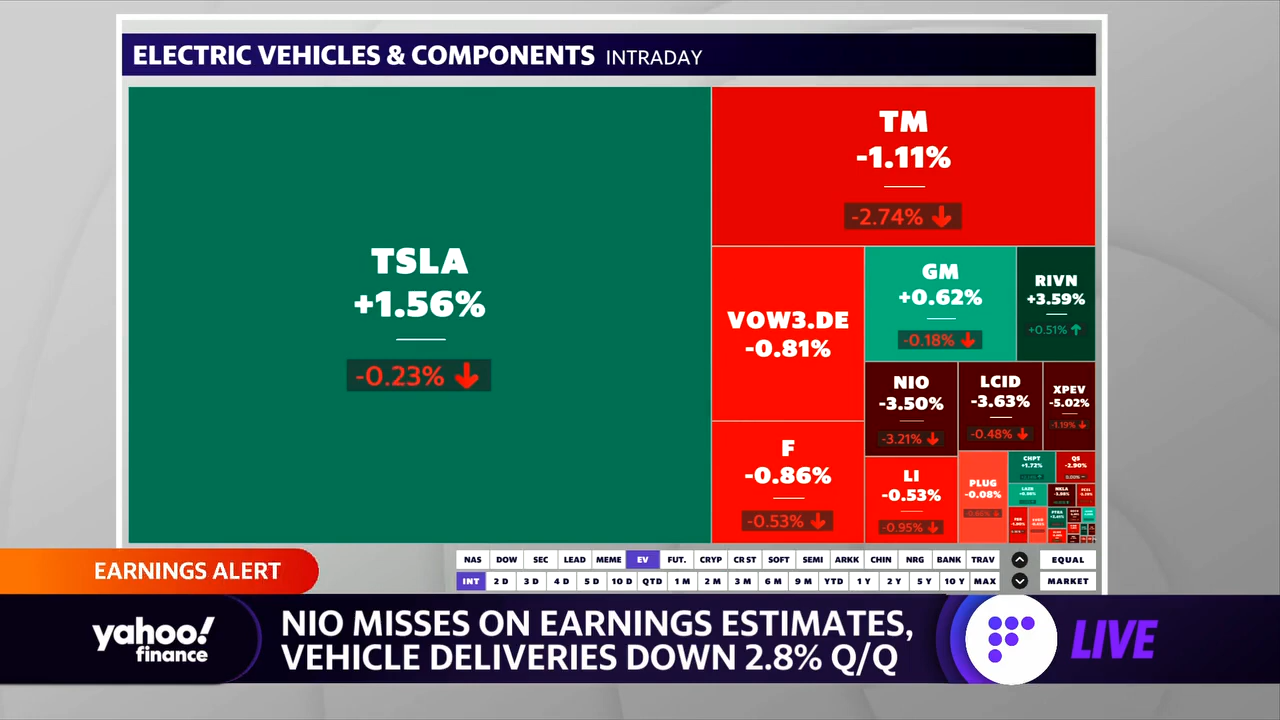 ELECTRIC VEHICLES & COMPONENTS INTRADAY
TSLA
+1.56%
-0.23%
TM
-1.11%
-2.74%
VOW3.DE
-0.81%
F
-0.86%
-0.53%
GM
+0.62%
-0.18%
RIVN
+3.59%
+0.51%
NIO
-3.50%
-3.21%
LCID
-3.63%
-0.48%
XPEV
-5.02%
-1.19%
LI
-0.53%
-0.95%
PLUG
-0.08%
CHPT
+1.72%
QS
-2.90%
0.00%
NAS DOW SEC LEAD MEME EV FUT. CRYP CR ST SOFT SEMI ARKK CHIN NRG BANK TRAV EQUAL
INT 2 D 3 D 4 D 5 D 10 D QTD 1 M 2 M 3 M 6 M 9 M YTD 1 Y 2 Y 5 Y 10 Y MAX MARKET
EARNINGS ALERT
yahoo!
finance
NIO MISSES ON EARNINGS ESTIMATES,
VEHICLE DELIVERIES DOWN 2.8% Q/Q
LIVE